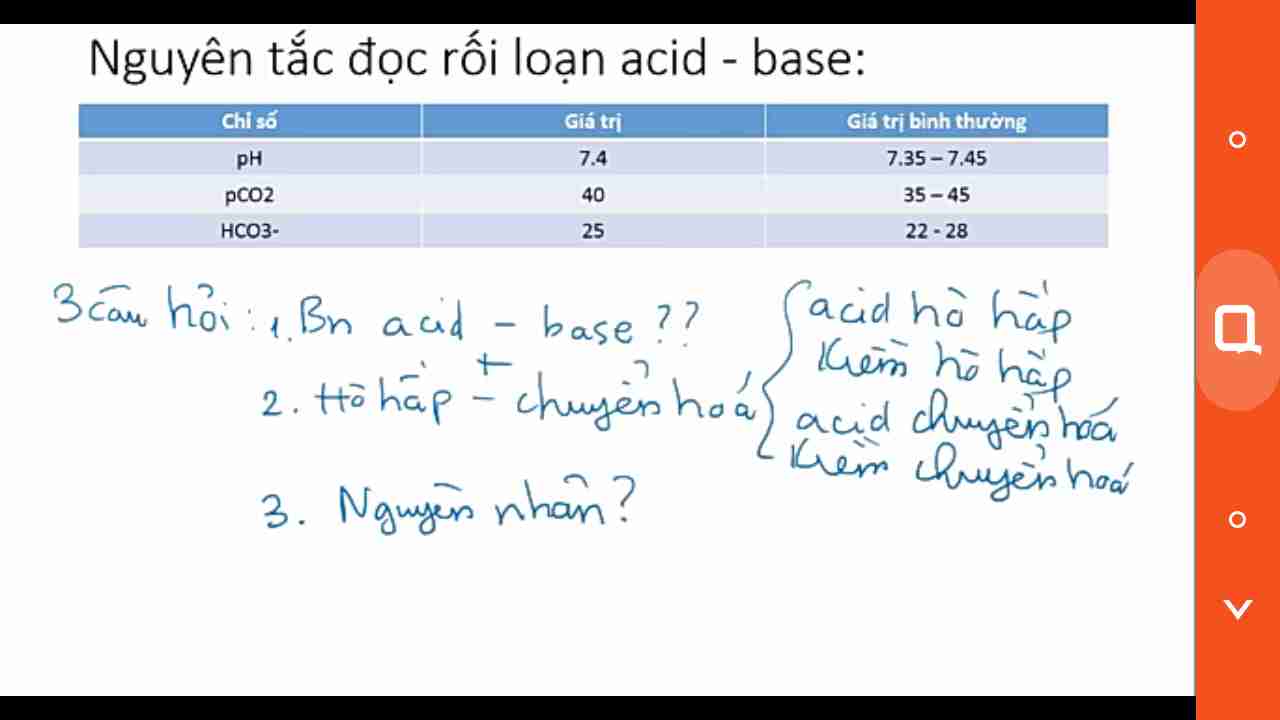 Nguyên tắc đọc rối loạn acid - base:
Chỉ số Giá trị Giá trị bình thường
pH 7.4 7.35 – 7.45
pCO2 40 35 – 45
HCO3- 25 22 - 28
3 câu hỏi: 1. Bn acid - base ??
2. Hô hấp + - chuyển hoá
3. Nguyên nhân?
acid hô hấp
Kiềm hô hấp
acid chuyển hoá
Kiềm chuyển hoá